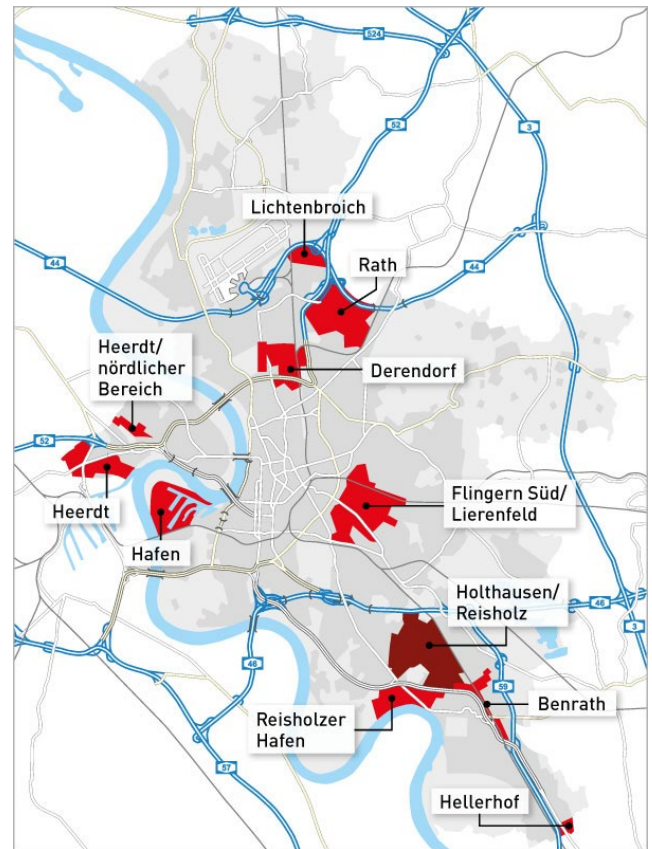 524
52
3
Lichtenbroich
Rath
44
44
Heerdt/
nördlicher
Bereich
Derendorf
52
Heerdt
Hafen
Flingern Süd/
Lierenfeld
Holthausen/
Reisholz
46
3
46
59
Benrath
Reisholzer
Hafen
57
Hellerhof